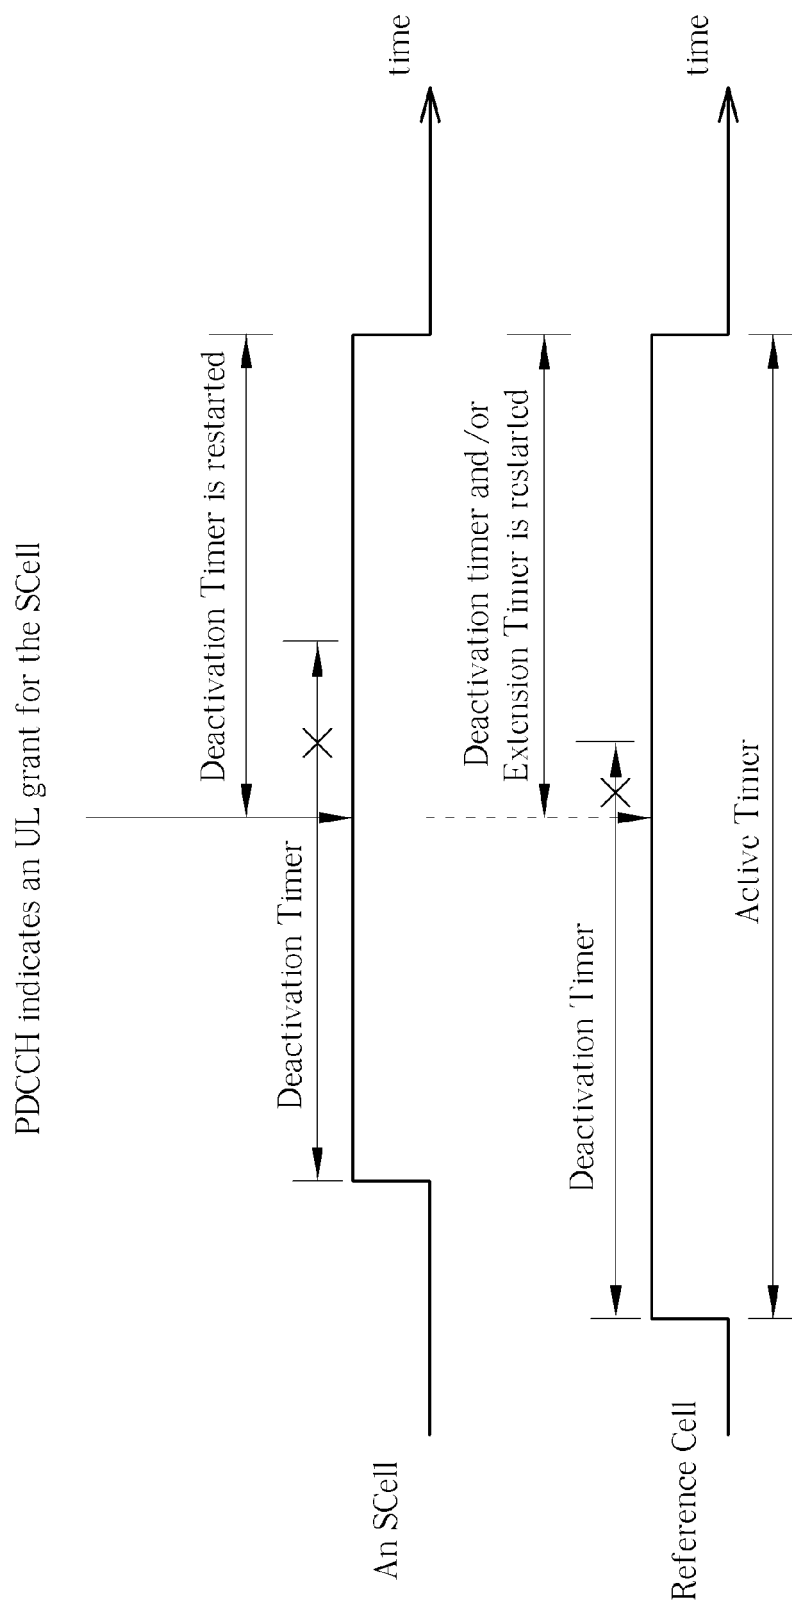 PDCCH indicates an UL grant for the SCell
Deactivation Timer is restarted
Deactivation Timer
An SCell
time
Deactivation timer and/or
Extension Timer is restarted
Deactivation Timer
Reference Cell
time
Active Timer